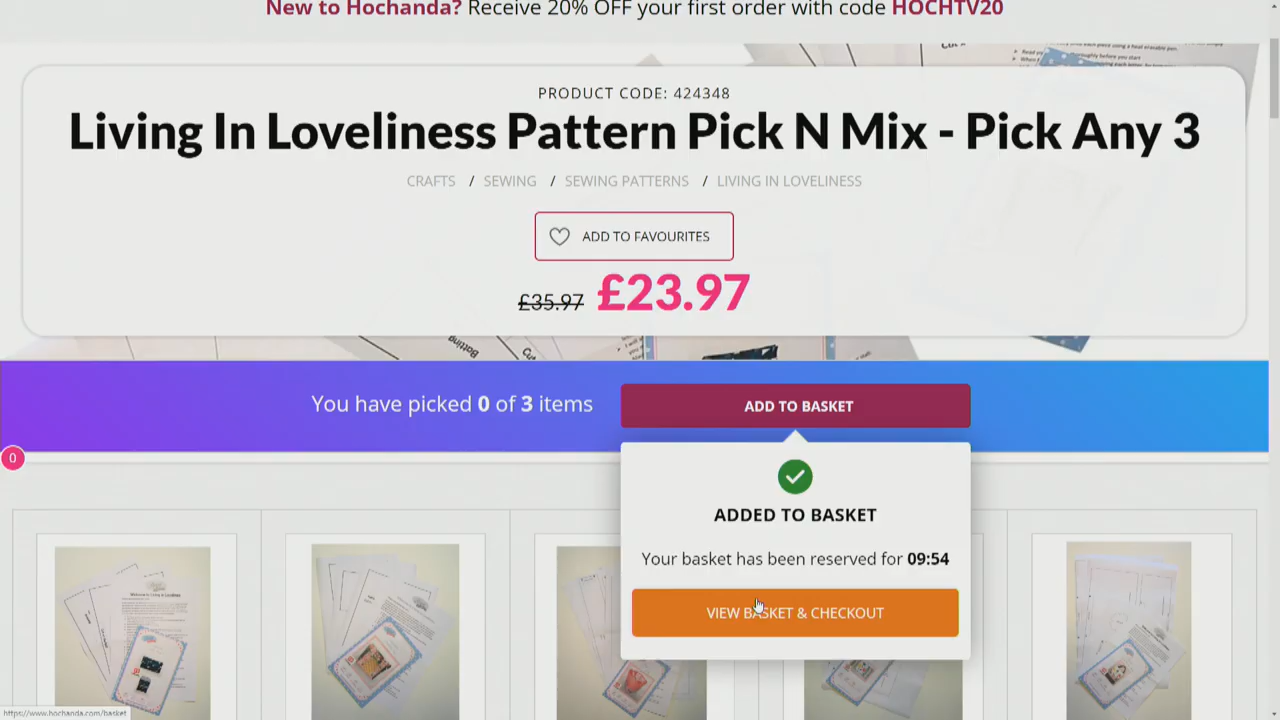 New to Hochanda? Receive 20% OFF your first order with code HOCHTV20
PRODUCT CODE: 424348
Living In Loveliness Pattern Pick N Mix - Pick Any 3
CRAFTS / SEWING / SEWING PATTERNS / LIVING IN LOVELINESS
ADD TO FAVOURITES
£35.97 £23.97
Batting
You have picked 0 of 3 items
ADD TO BASKET
0
ADDED TO BASKET
Your basket has been reserved for 09:54
VIEW BASKET & CHECKOUT
https://www.hochanda.com/basket